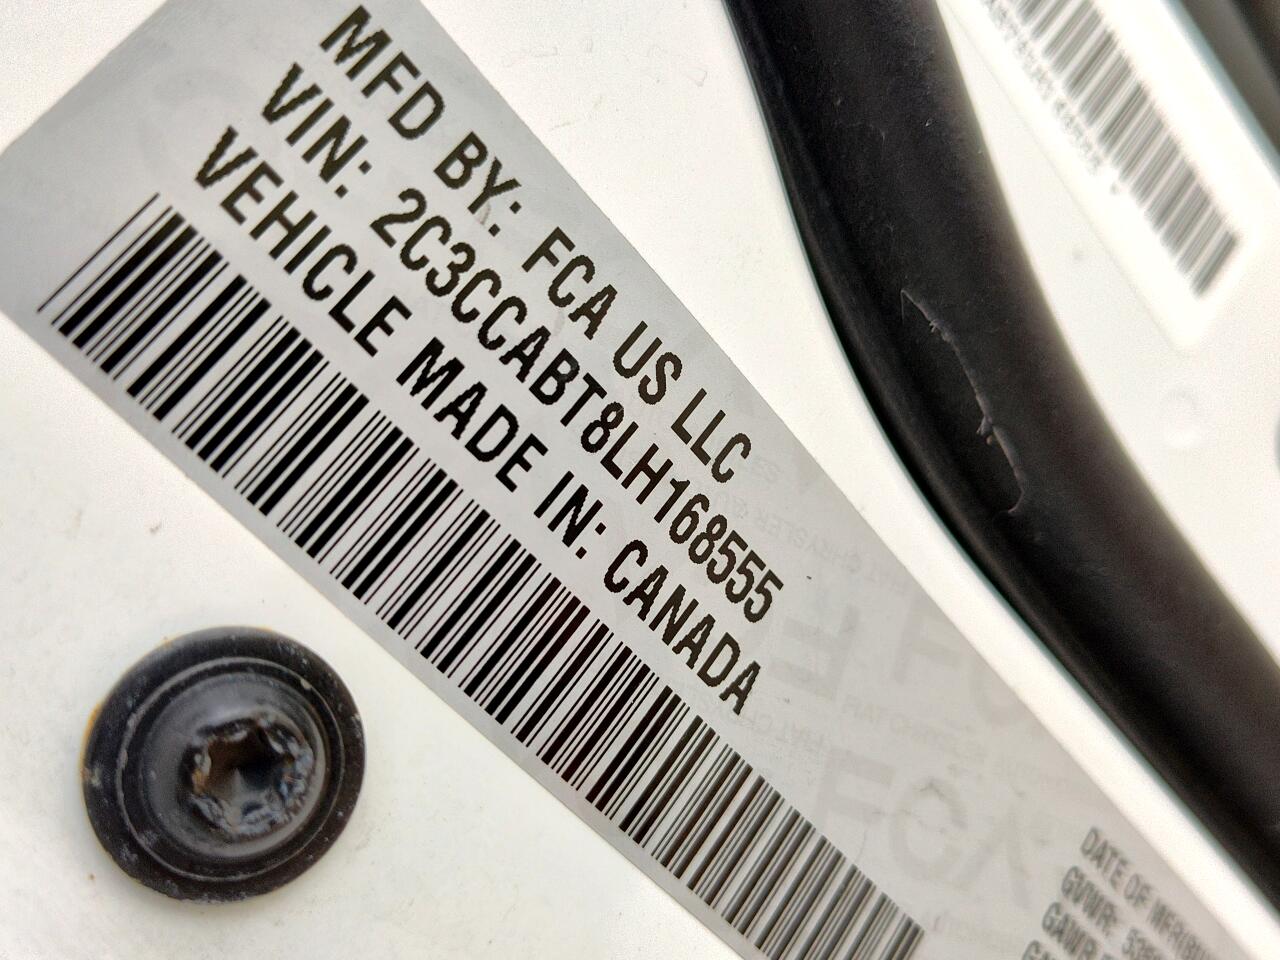 MFD BY: FCA US LLC
VIN: 2C3CCABT8LH168555
VEHICLE MADE IN: CANADA
DATE OF MFR
GVWR:
GAWR